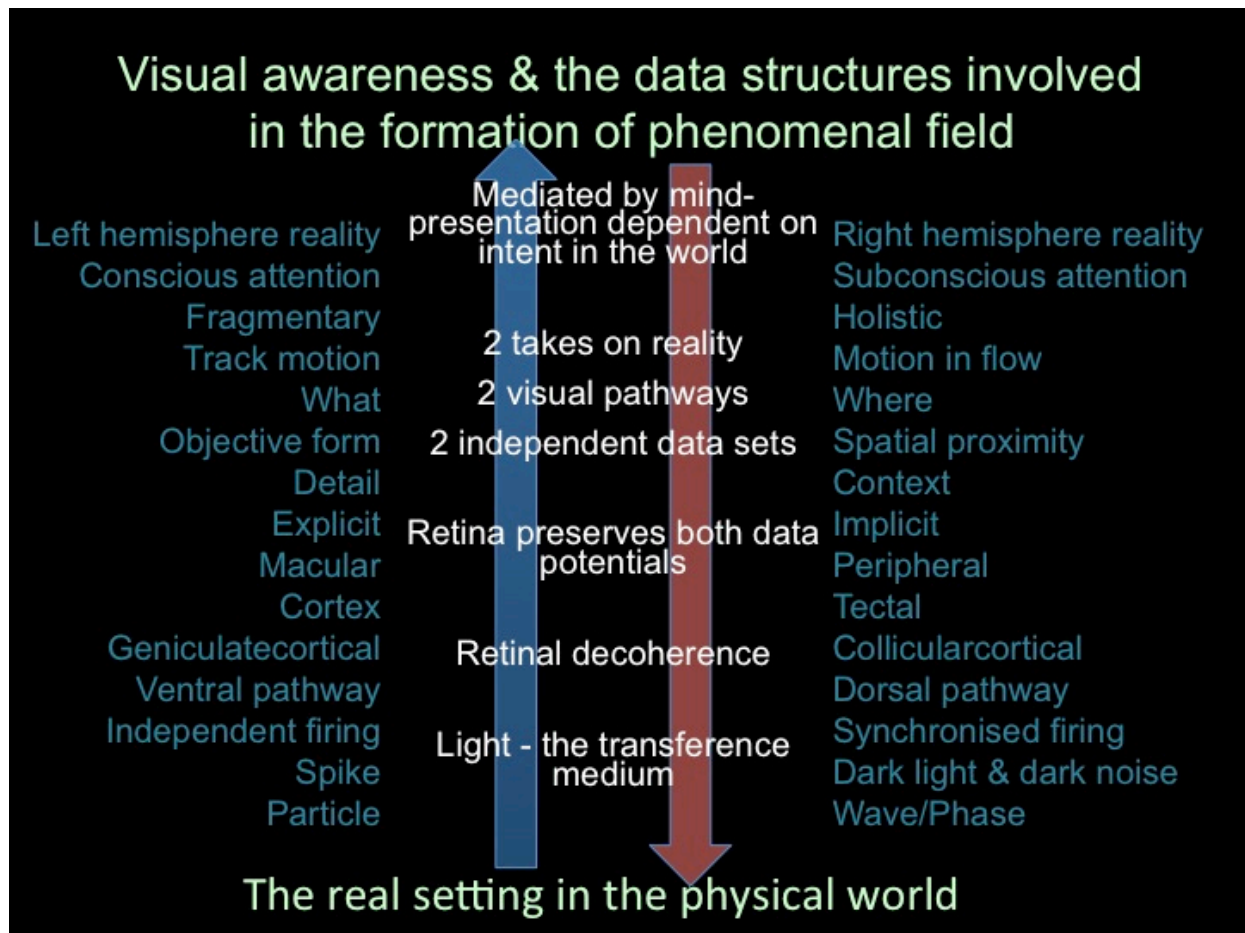 Visual awareness & the data structures involved
in the formation of phenomenal field
Left hemisphere reality
Conscious attention
Fragmentary
Track motion
What
Objective form
Detail
Explicit
Macular
Cortex
Geniculatecortical
Ventral pathway
Independent firing
Spike
Particle
Mediated by mind-
presentation dependent on
intent in the world
2 takes on reality
2 visual pathways
2 independent data sets
Retina preserves both data
potentials
Retinal decoherence
Light - the transference
medium
Right hemisphere reality
Subconscious attention
Holistic
Motion in flow
Where
Spatial proximity
Context
Implicit
Peripheral
Tectal
Collicularcortical
Dorsal pathway
Synchronised firing
Dark light & dark noise
Wave/Phase
The real setting in the physical world